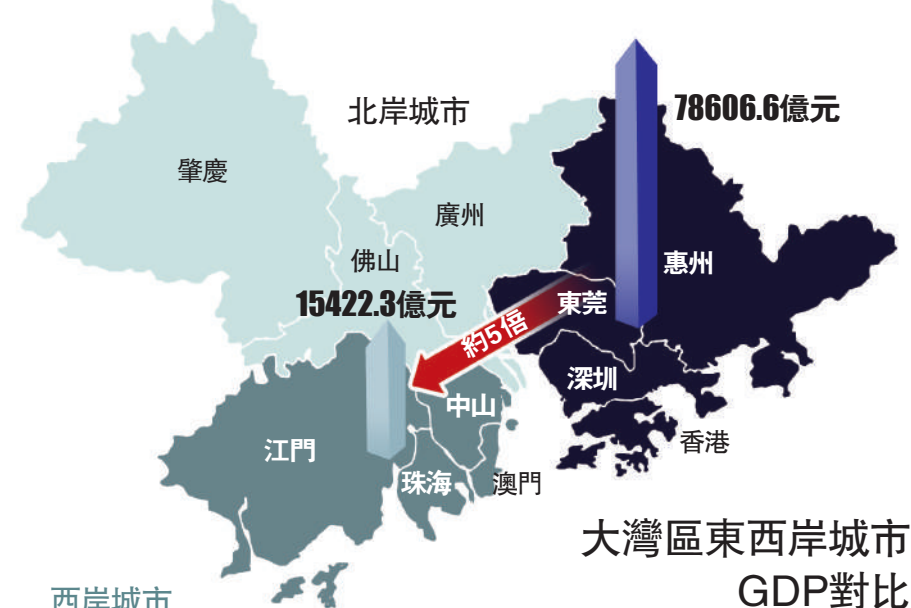 北岸城市
78606.6億元
肇慶
廣州
佛山
惠州
15422.3億元
東莞
約5倍
深圳
中山
江門
香港
珠海
澳門
大灣區東西岸城市
GDP對比
西岸城市